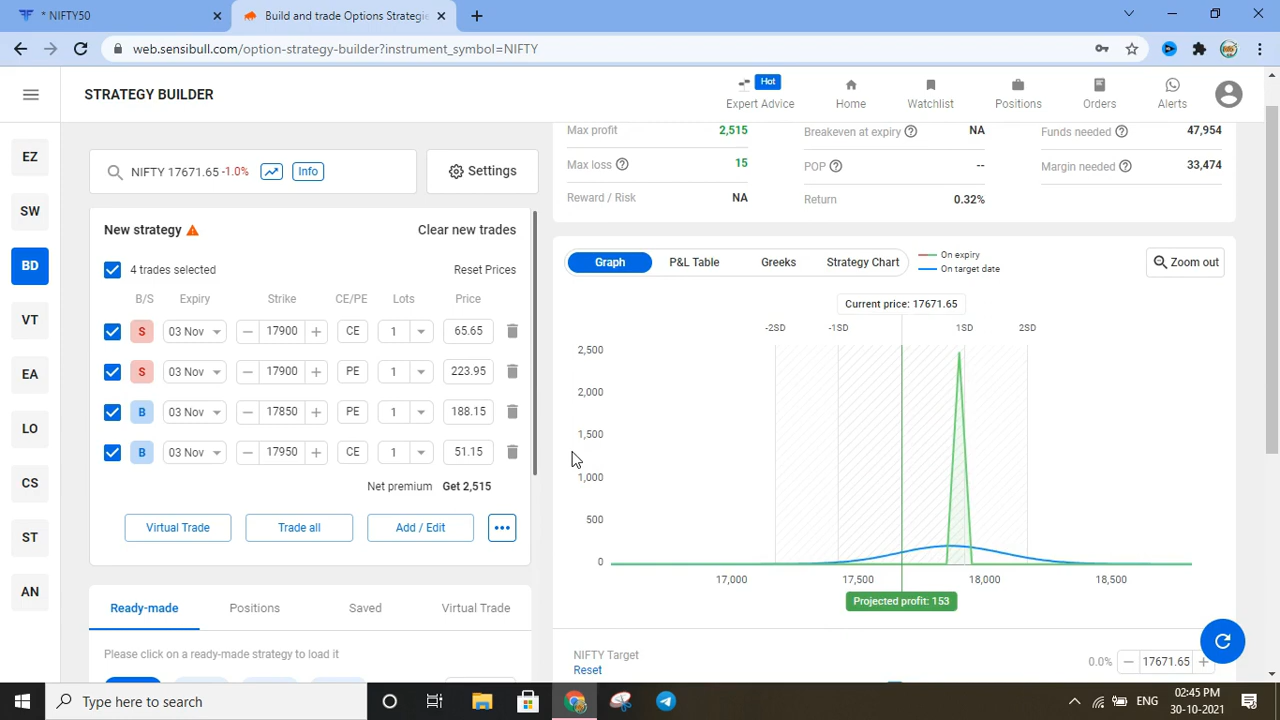 * NIFTY50
Build and trade Options Strategie
web.sensibull.com/option-strategy-builder?instrument_symbol=NIFTY
STRATEGY BUILDER
Hot
Expert Advice
Home
Watchlist
Positions
Orders
Alerts
EZ
SW
BD
VT
EA
LO
CS
ST
AN
NIFTY 17671.65 -1.0%
Info
Settings
New strategy
Clear new trades
4 trades selected
Reset Prices
B/S Expiry Strike CE/PE Lots Price
S 03 Nov 17900 CE 1 65.65
S 03 Nov 17900 PE 1 223.95
B 03 Nov 17850 PE 1 188.15
B 03 Nov 17950 CE 1 51.15
Net premium Get 2,515
Virtual Trade
Trade all
Add / Edit
Ready-made
Positions
Saved
Virtual Trade
Please click on a ready-made strategy to load it
Max profit 2,515
Breakeven at expiry NA
Funds needed 47,954
Max loss 15
POP --
Margin needed 33,474
Reward / Risk NA
Return 0.32%
Graph
P&L Table
Greeks
Strategy Chart
On expiry
On target date
Zoom out
Current price: 17671.65
-2SD -1SD 1SD 2SD
2,500
2,000
1,500
1,000
500
0
17,000 17,500 18,000 18,500
Projected profit: 153
NIFTY Target
Reset
0.0% 17671.65
Type here to search
ENG
02:45 PM
30-10-2021